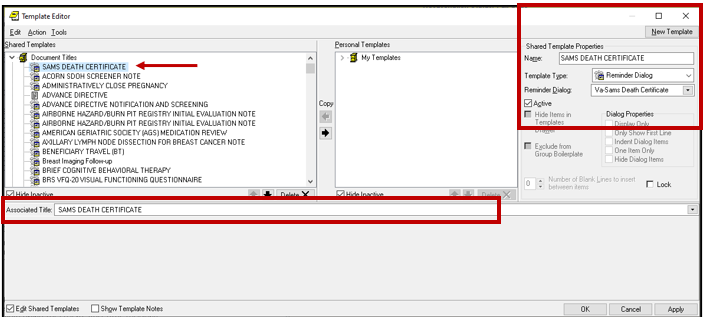 Template Editor
Edit Action Tools
New Template
Shared Templates
Document Titles
SAMS DEATH CERTIFICATE
ACORN SDOH SCREENER NOTE
ADMINISTRATIVELY CLOSE PREGNANCY
ADVANCE DIRECTIVE
ADVANCE DIRECTIVE NOTIFICATION AND SCREENING
AIRBORNE HAZARD/BURN PIT REGISTRY INITIAL EVALUATION NOTE
AIRBORNE HAZARD/BURN PIT REGISTRY INITIAL EVALUATION NOTE
AMERICAN GERIATRIC SOCIETY (AGS) MEDICATION REVIEW
AXILLARY LYMPH NODE DISSECTION FOR BREAST CANCER NOTE
BENEFICIARY TRAVEL (BT)
Breast Imaging Follow-up
BRIEF COGNITIVE BEHAVIORAL THERAPY
BRS VFQ-20 VISUAL FUNCTIONING QUESTIONNAIRE
Hide Inactive
Delete
Copy
Personal Templates
My Templates
Hide Inactive
Delete
Shared Template Properties
Name: SAMS DEATH CERTIFICATE
Template Type: Reminder Dialog
Reminder Dialog: Va-Sams Death Certificate
Active
Hide Items in
Templates
Exclude from
Group Boilerplate
Dialog Properties
Display Only
Only Show First Line
Indent Dialog Items
One Item Only
Hide Dialog Items
0 Number of Blank Lines to insert
between items
Lock
Associated Title: SAMS DEATH CERTIFICATE
Edit Shared Templates
Show Template Notes
OK Cancel Apply